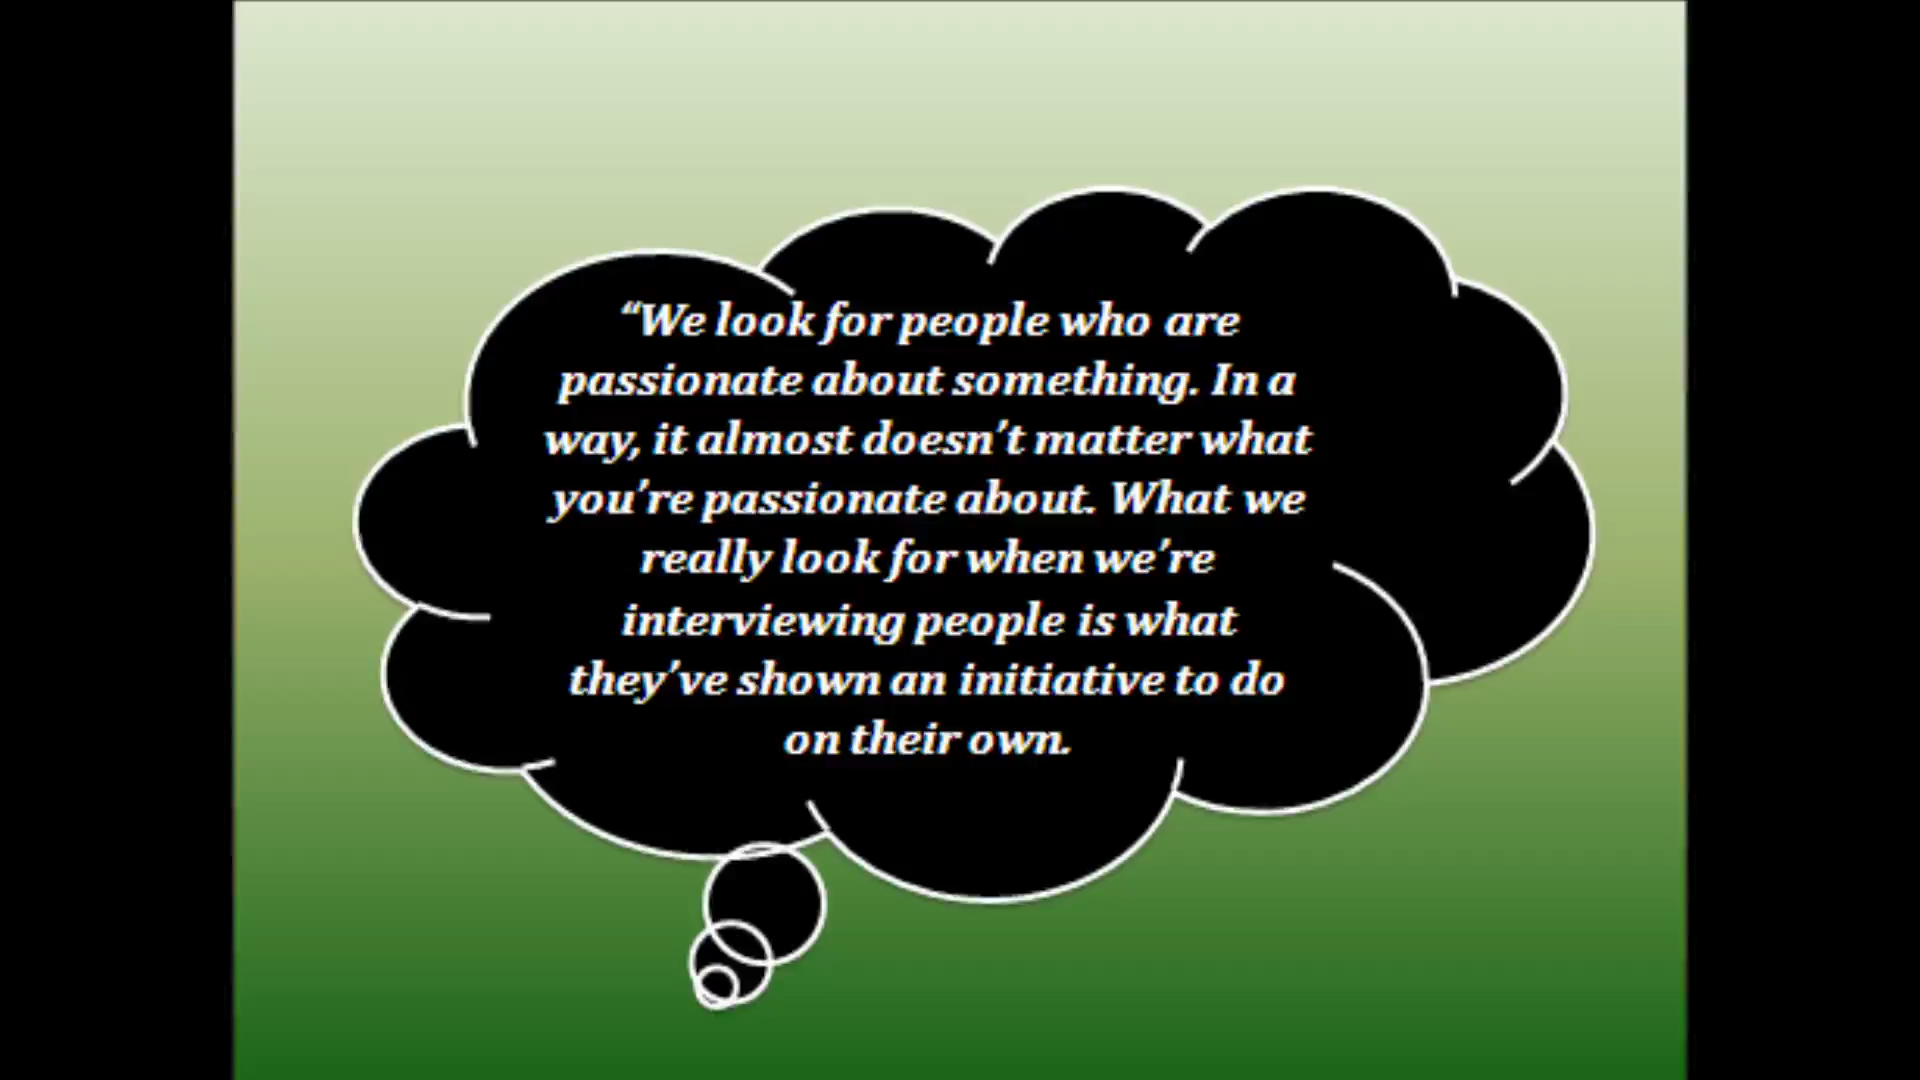 “We look for people who are
passionate about something. In a
way, it almost doesn’t matter what
you’re passionate about. What we
really look for when we’re
interviewing people is what
they’ve shown an initiative to do
on their own.